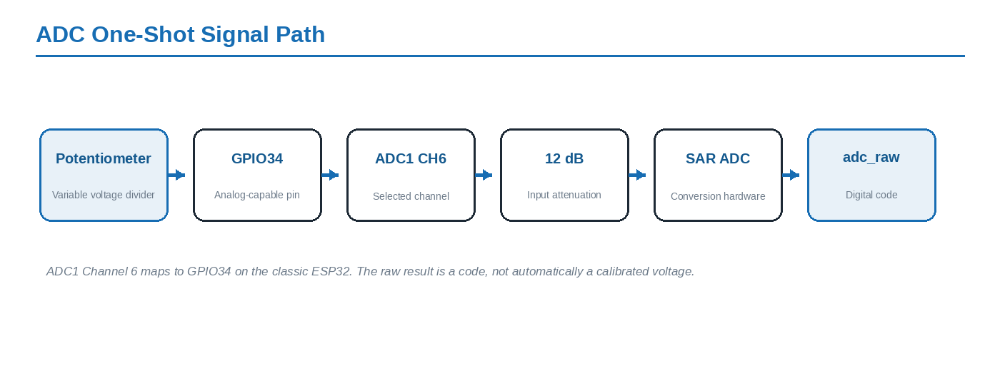 ADC One-Shot Signal Path
Potentiometer
Variable voltage divider
GPIO34
Analog-capable pin
ADC1 CH6
Selected channel
12 dB
Input attenuation
SAR ADC
Conversion hardware
adc_raw
Digital code
ADC1 Channel 6 maps to GPIO34 on the classic ESP32. The raw result is a code, not automatically a calibrated voltage.